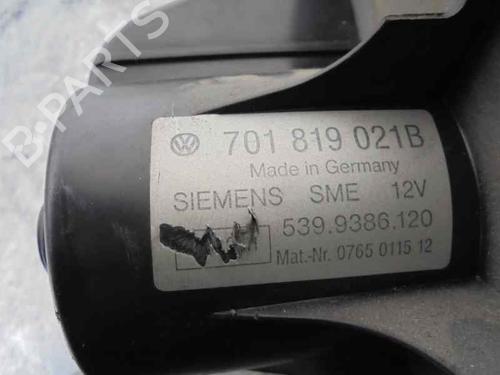 701 819 021B
Made in Germany
SIEMENS SME 12V
539.9386.120
Mat.-Nr. 0765 0115 12
B-PARTS